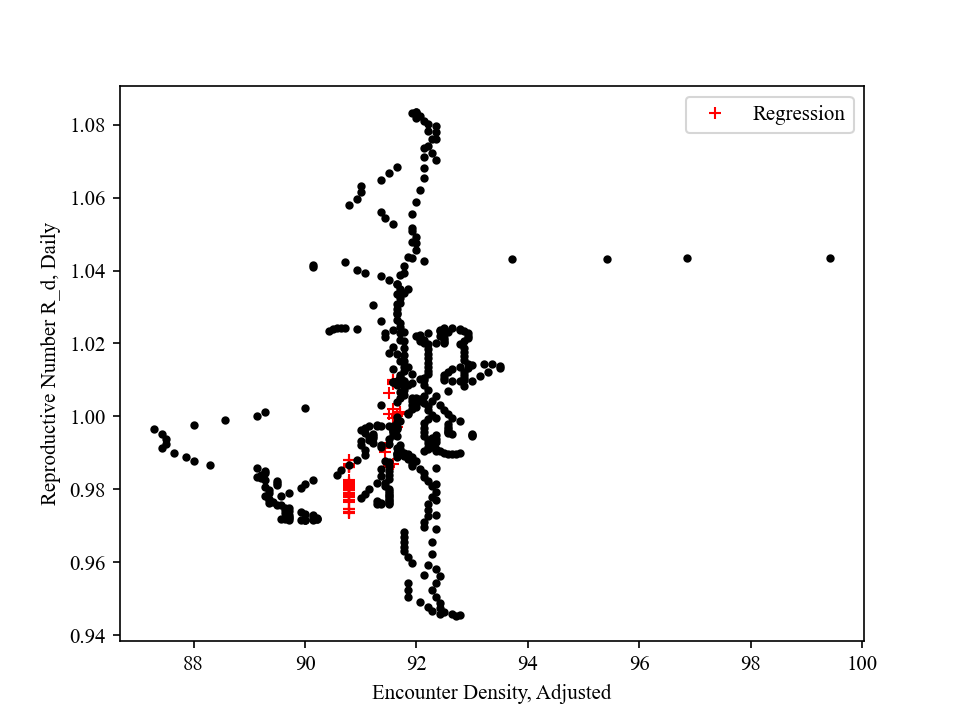 Regression
1.08
1.06
1.04
1.02
1.00
0.98
0.96
0.94
Reproductive Number R_d, Daily
88 90 92 94 96 98 100
Encounter Density, Adjusted